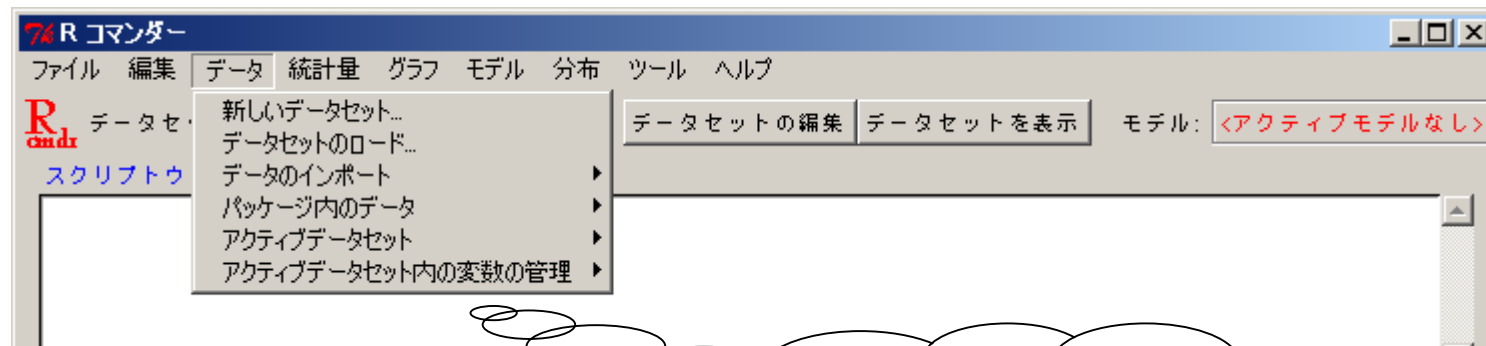 R コマンダー
ファイル 編集 データ 統計量 グラフ モデル 分布 ツール ヘルプ
R cmdr データセ データセットの編集 データセットを表示 モデル: <アクティブモデルなし>
スクリプトウ
新しいデータセット...
データセットのロード...
データのインポート
パッケージ内のデータ
アクティブデータセット
アクティブデータセット内の変数の管理